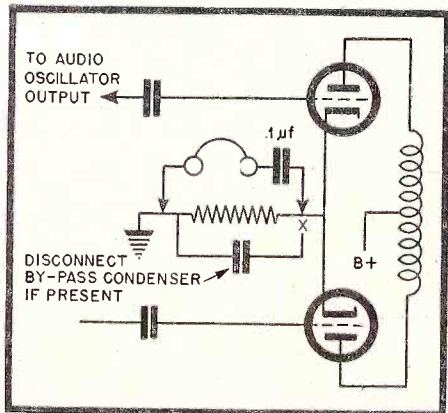 TO AUDIO
OSCILLATOR
OUTPUT
.1µf
X
B+
DISCONNECT
BY-PASS CONDENSER
IF PRESENT